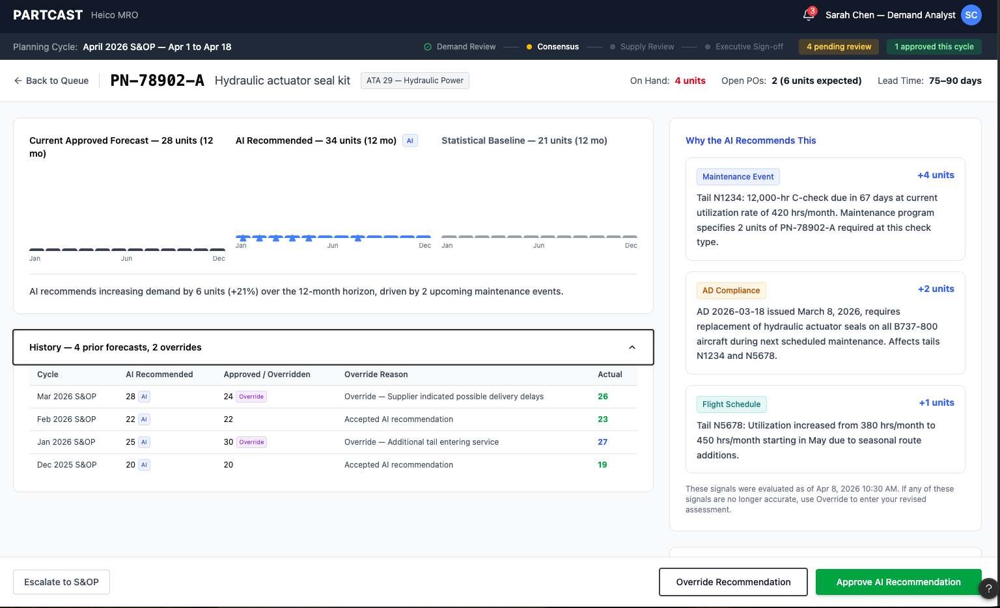 PARTCAST Heico MRO
3 Sarah Chen — Demand Analyst SC
Planning Cycle: April 2026 S&OP — Apr 1 to Apr 18
Demand Review Consensus Supply Review Executive Sign-off
4 pending review 1 approved this cycle
← Back to Queue PN-78902-A Hydraulic actuator seal kit ATA 29 — Hydraulic Power
On Hand: 4 units Open POs: 2 (6 units expected) Lead Time: 75–90 days
Current Approved Forecast — 28 units (12
mo)
Jan Jun Dec
AI Recommended — 34 units (12 mo) AI
Jan Jun Dec
Statistical Baseline — 21 units (12 mo)
Jan Jun Dec
AI recommends increasing demand by 6 units (+21%) over the 12-month horizon, driven by 2 upcoming maintenance events.
History — 4 prior forecasts, 2 overrides
Cycle AI Recommended Approved / Overridden Override Reason Actual
Mar 2026 S&OP 28 AI 24 Override Override — Supplier indicated possible delivery delays 26
Feb 2026 S&OP 22 AI 22 Accepted AI recommendation 23
Jan 2026 S&OP 25 AI 30 Override Override — Additional tail entering service 27
Dec 2025 S&OP 20 AI 20 Accepted AI recommendation 19
Why the AI Recommends This
Maintenance Event +4 units
Tail N1234: 12,000-hr C-check due in 67 days at current
utilization rate of 420 hrs/month. Maintenance program
specifies 2 units of PN-78902-A required at this check
type.
AD Compliance +2 units
AD 2026-03-18 issued March 8, 2026, requires
replacement of hydraulic actuator seals on all B737-800
aircraft during next scheduled maintenance. Affects tails
N1234 and N5678.
Flight Schedule +1 units
Tail N5678: Utilization increased from 380 hrs/month to
450 hrs/month starting in May due to seasonal route
additions.
These signals were evaluated as of Apr 8, 2026 10:30 AM. If any of these
signals are no longer accurate, use Override to enter your revised
assessment.
Escalate to S&OP Override Recommendation Approve AI Recommendation ?